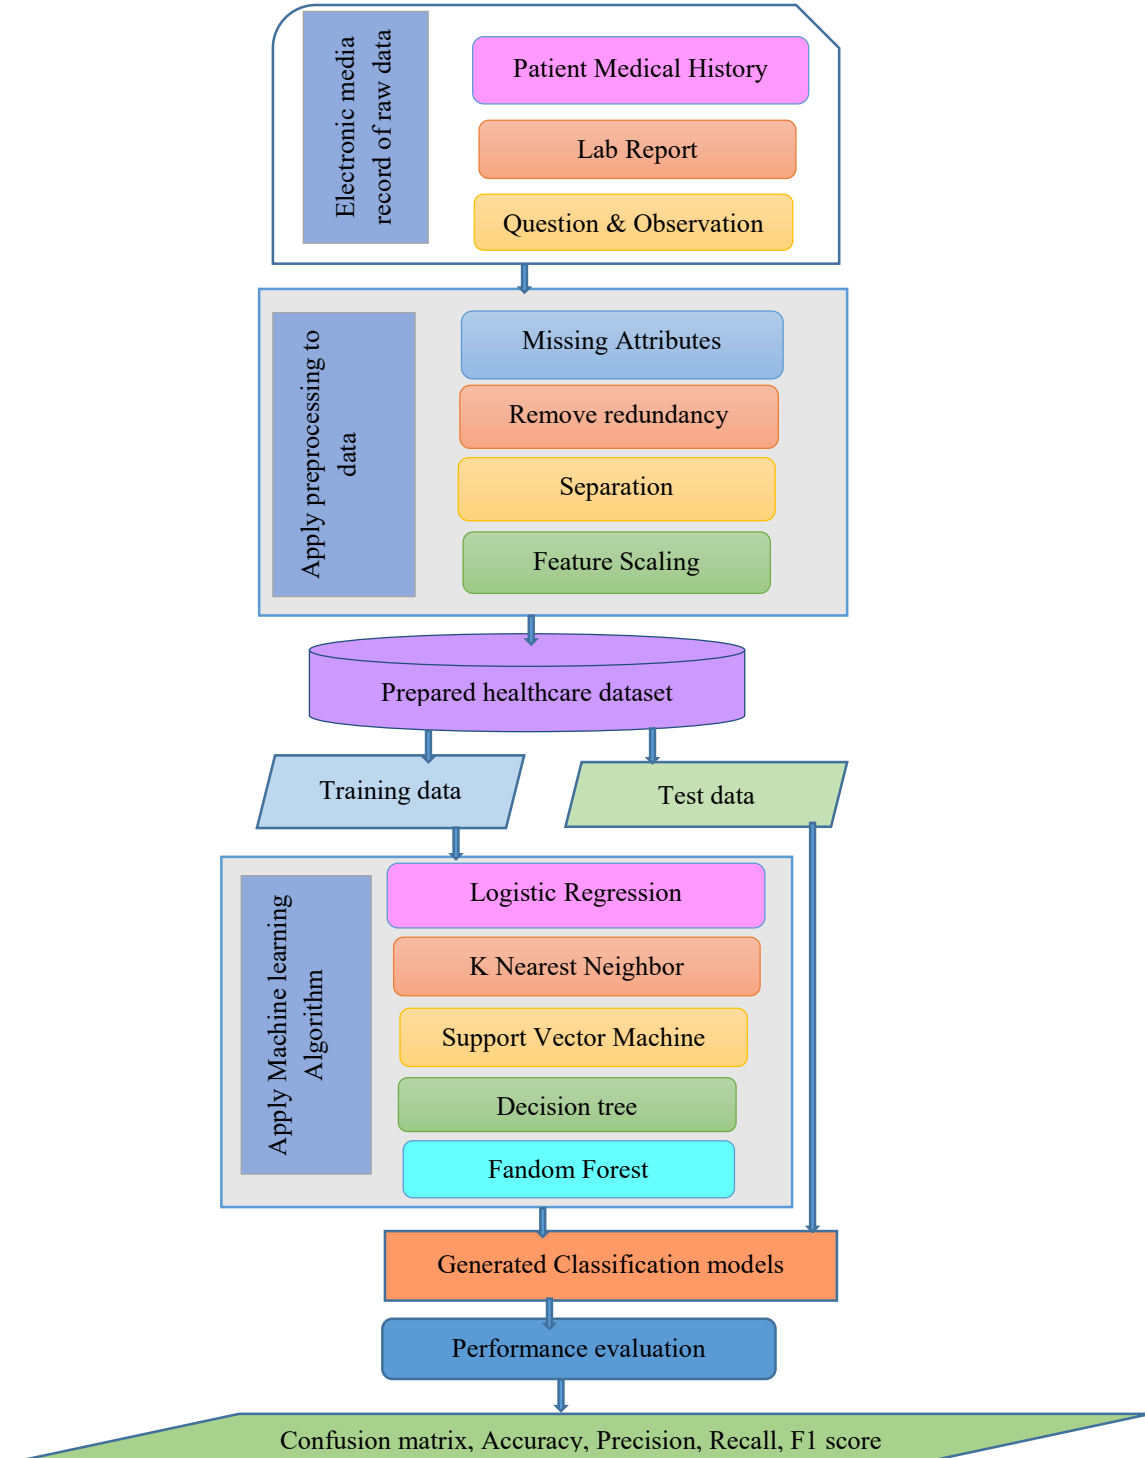 Electronic media
record of raw data
Patient Medical History
Lab Report
Question & Observation
Apply preprocessing to
data
Missing Attributes
Remove redundancy
Separation
Feature Scaling
Prepared healthcare dataset
Training data
Test data
Apply Machine learning
Algorithm
Logistic Regression
K Nearest Neighbor
Support Vector Machine
Decision tree
Fandom Forest
Generated Classification models
Performance evaluation
Confusion matrix, Accuracy, Precision, Recall, F1 score